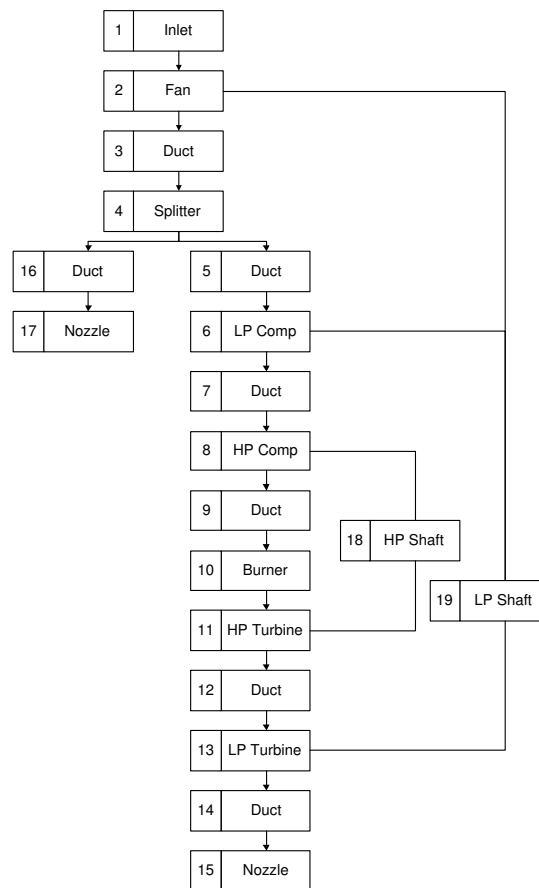 1 Inlet
2 Fan
3 Duct
4 Splitter
16 Duct
5 Duct
17 Nozzle
6 LP Comp
7 Duct
8 HP Comp
9 Duct
18 HP Shaft
10 Burner
19 LP Shaft
11 HP Turbine
12 Duct
13 LP Turbine
14 Duct
15 Nozzle